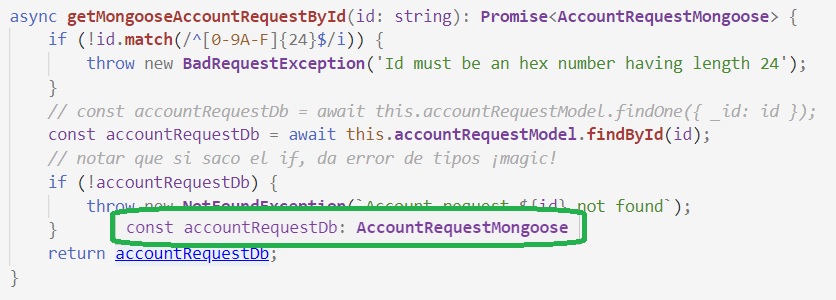 async getMongooseAccountRequestById(id: string): Promise<AccountRequestMongoose> {
if (!id.match(/^[0-9A-F]{24}$/i)) {
throw new BadRequestException('Id must be an hex number having length 24');
}
// const accountRequestDb = await this.accountRequestModel.findOne({ _id: id });
const accountRequestDb = await this.accountRequestModel.findById(id);
// notar que si saco el if, da error de tipos ¡magic!
if (!accountRequestDb) {
throw new NotFoundException(`Account request ${id} not found`);
} const accountRequestDb: AccountRequestMongoose
return accountRequestDb;
}